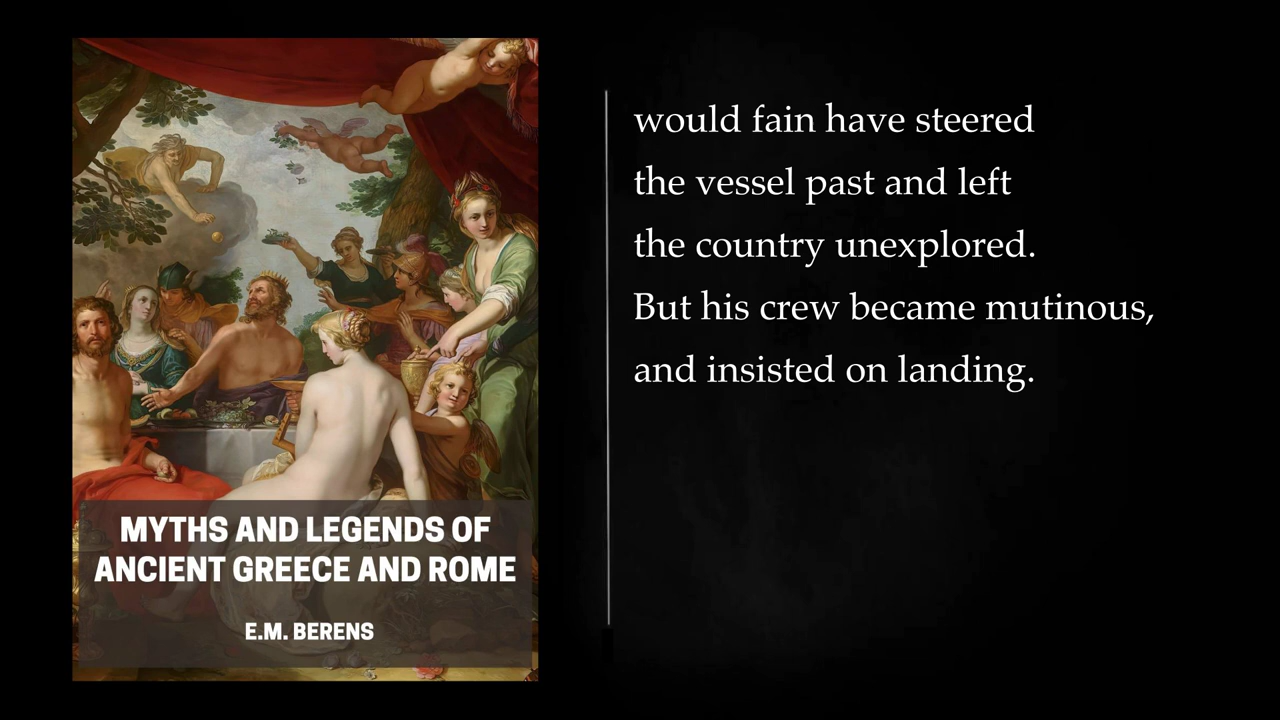 would fain have steered
the vessel past and left
the country unexplored.
But his crew became mutinous,
and insisted on landing.
MYTHS AND LEGENDS OF
ANCIENT GREECE AND ROME
E.M. BERENS